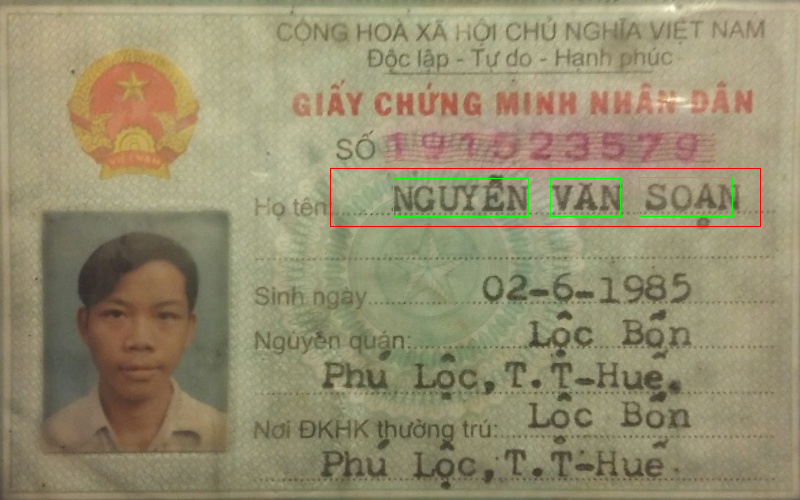 CỘNG HOÀ XÃ HỘI CHỦ NGHĨA VIỆT NAM
Độc lập - Tự do - Hạnh phúc
GIẤY CHỨNG MINH NHÂN DÂN
SỐ 191523579
Họ tên NGUYỄN VĂN SOẠN
Sinh ngày 02-6-1985
Nguyên quán: Lộc Bổn
Phú Lộc, T.T-Huế.
Nơi ĐKHK thường trú: Lộc Bổn
Phú Lộc, T.T-Huế.
VIỆT NAM